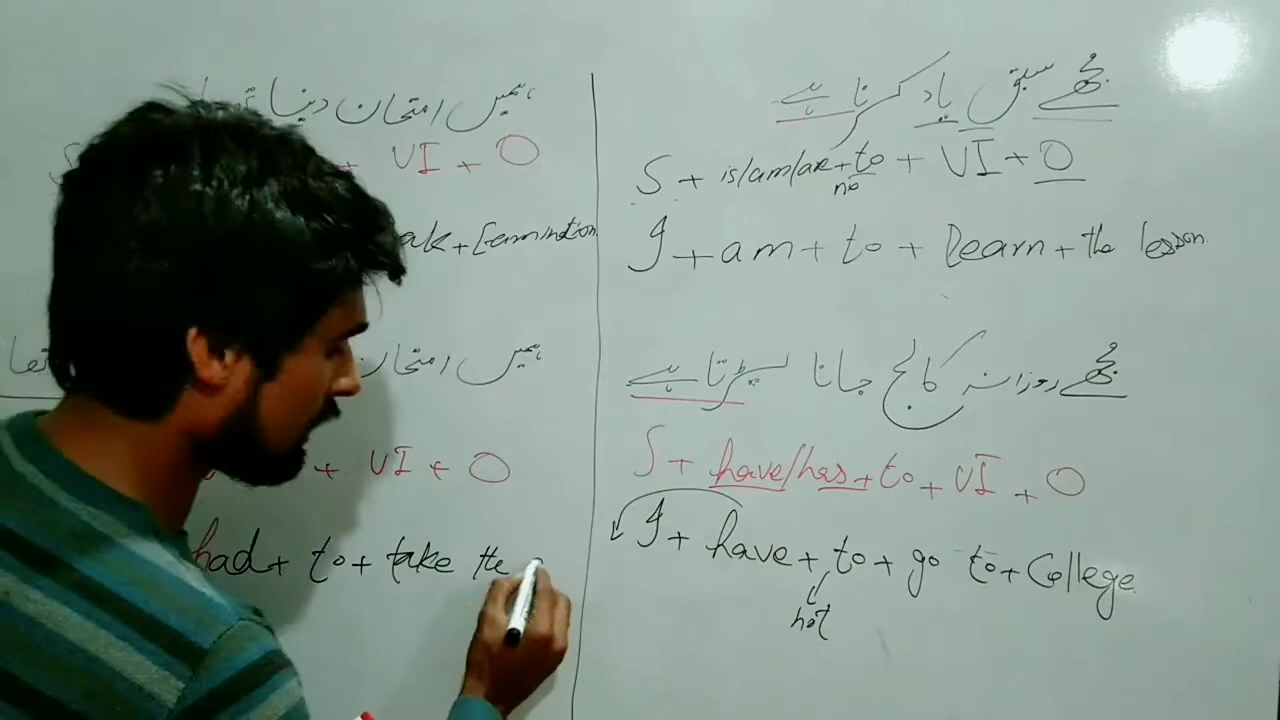 مجھے سبق یاد کرنا ہے
S + is/am/are + to + VI + O
no
I + am + to + learn + the lesson.
مجھے روزانہ کالج جانا پڑتا ہے
S + have/has + to + VI + O
I + have + to + go to + College
not
ہمیں امتحان دینا
+ VI + O
ہمیں امتحان تھا
+ VI + O
had + to + take the